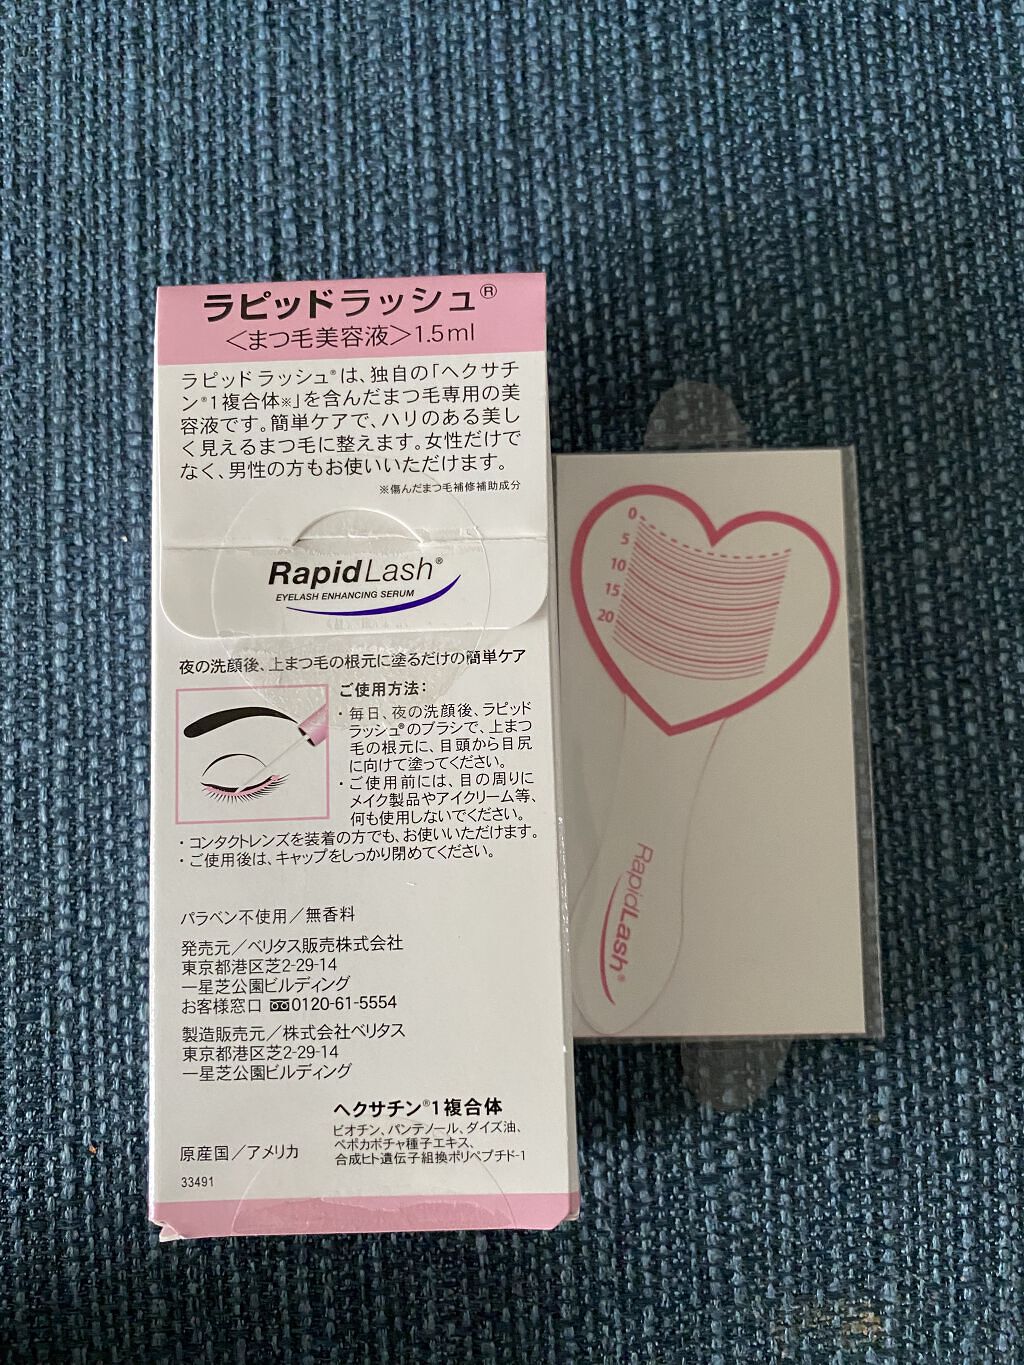 ラピッドラッシュ®
＜まつ毛美容液＞1.5ml
ラピッドラッシュ®は、独自の「ヘクサチ
ン®1複合体※」を含んだまつ毛専用の美
容液です。簡単ケアで、ハリのある美し
く見えるまつ毛に整えます。女性だけで
なく、男性の方もお使いいただけます。
※傷んだまつ毛補修補助成分
RapidLash®
EYELASH ENHANCING SERUM
夜の洗顔後、上まつ毛の根元に塗るだけの簡単ケア
ご使用方法：
・毎日、夜の洗顔後、ラピッド
ラッシュ®のブラシで、上まつ
毛の根元に、目頭から目尻
に向けて塗ってください。
・ご使用前には、目の周りに
メイク製品やアイクリーム等、
何も使用しないでください。
・コンタクトレンズを装着の方でも、お使いいただけます。
・ご使用後は、キャップをしっかり閉めてください。
パラベン不使用／無香料
発売元／ベリタス販売株式会社
東京都港区芝2-29-14
一星芝公園ビルディング
お客様窓口 0120-61-5554
製造販売元／株式会社ベリタス
東京都港区芝2-29-14
一星芝公園ビルディング
ヘクサチン®1複合体
ビオチン、パンテノール、ダイズ油、
ペポカボチャ種子エキス、
合成ヒト遺伝子組換ポリペプチド-1
原産国／アメリカ
33491
0
5
10
15
20
RapidLash®